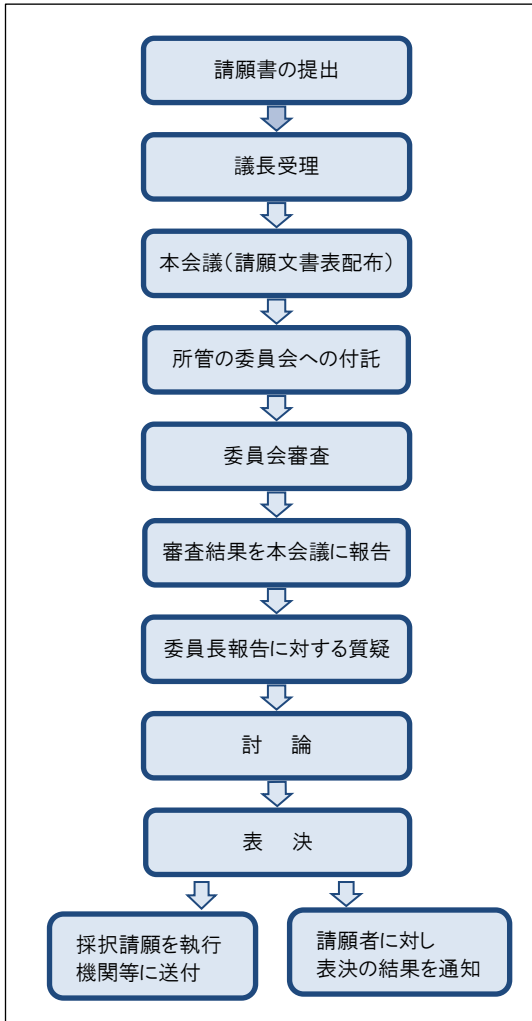 請願書の提出
議長受理
本会議(請願文書表配布)
所管の委員会への付託
委員会審査
審査結果を本会議に報告
委員長報告に対する質疑
討　論
表　決
採択請願を執行
機関等に送付
請願者に対し
表決の結果を通知